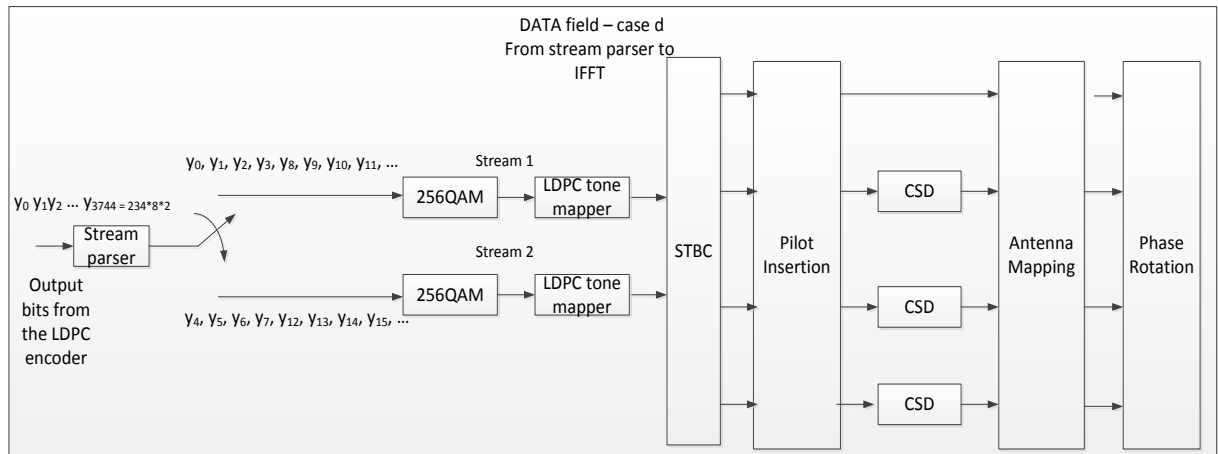 DATA field – case d
From stream parser to
IFFT
y0, y1, y2, y3, y8, y9, y10, y11, ...
Stream 1
256QAM
LDPC tone
mapper
CSD
y0 y1y2 ... y3744 = 234*8*2
Stream
parser
Output
bits from
the LDPC
encoder
Stream 2
256QAM
LDPC tone
mapper
y4, y5, y6, y7, y12, y13, y14, y15, ...
STBC
Pilot
Insertion
CSD
CSD
Antenna
Mapping
Phase
Rotation